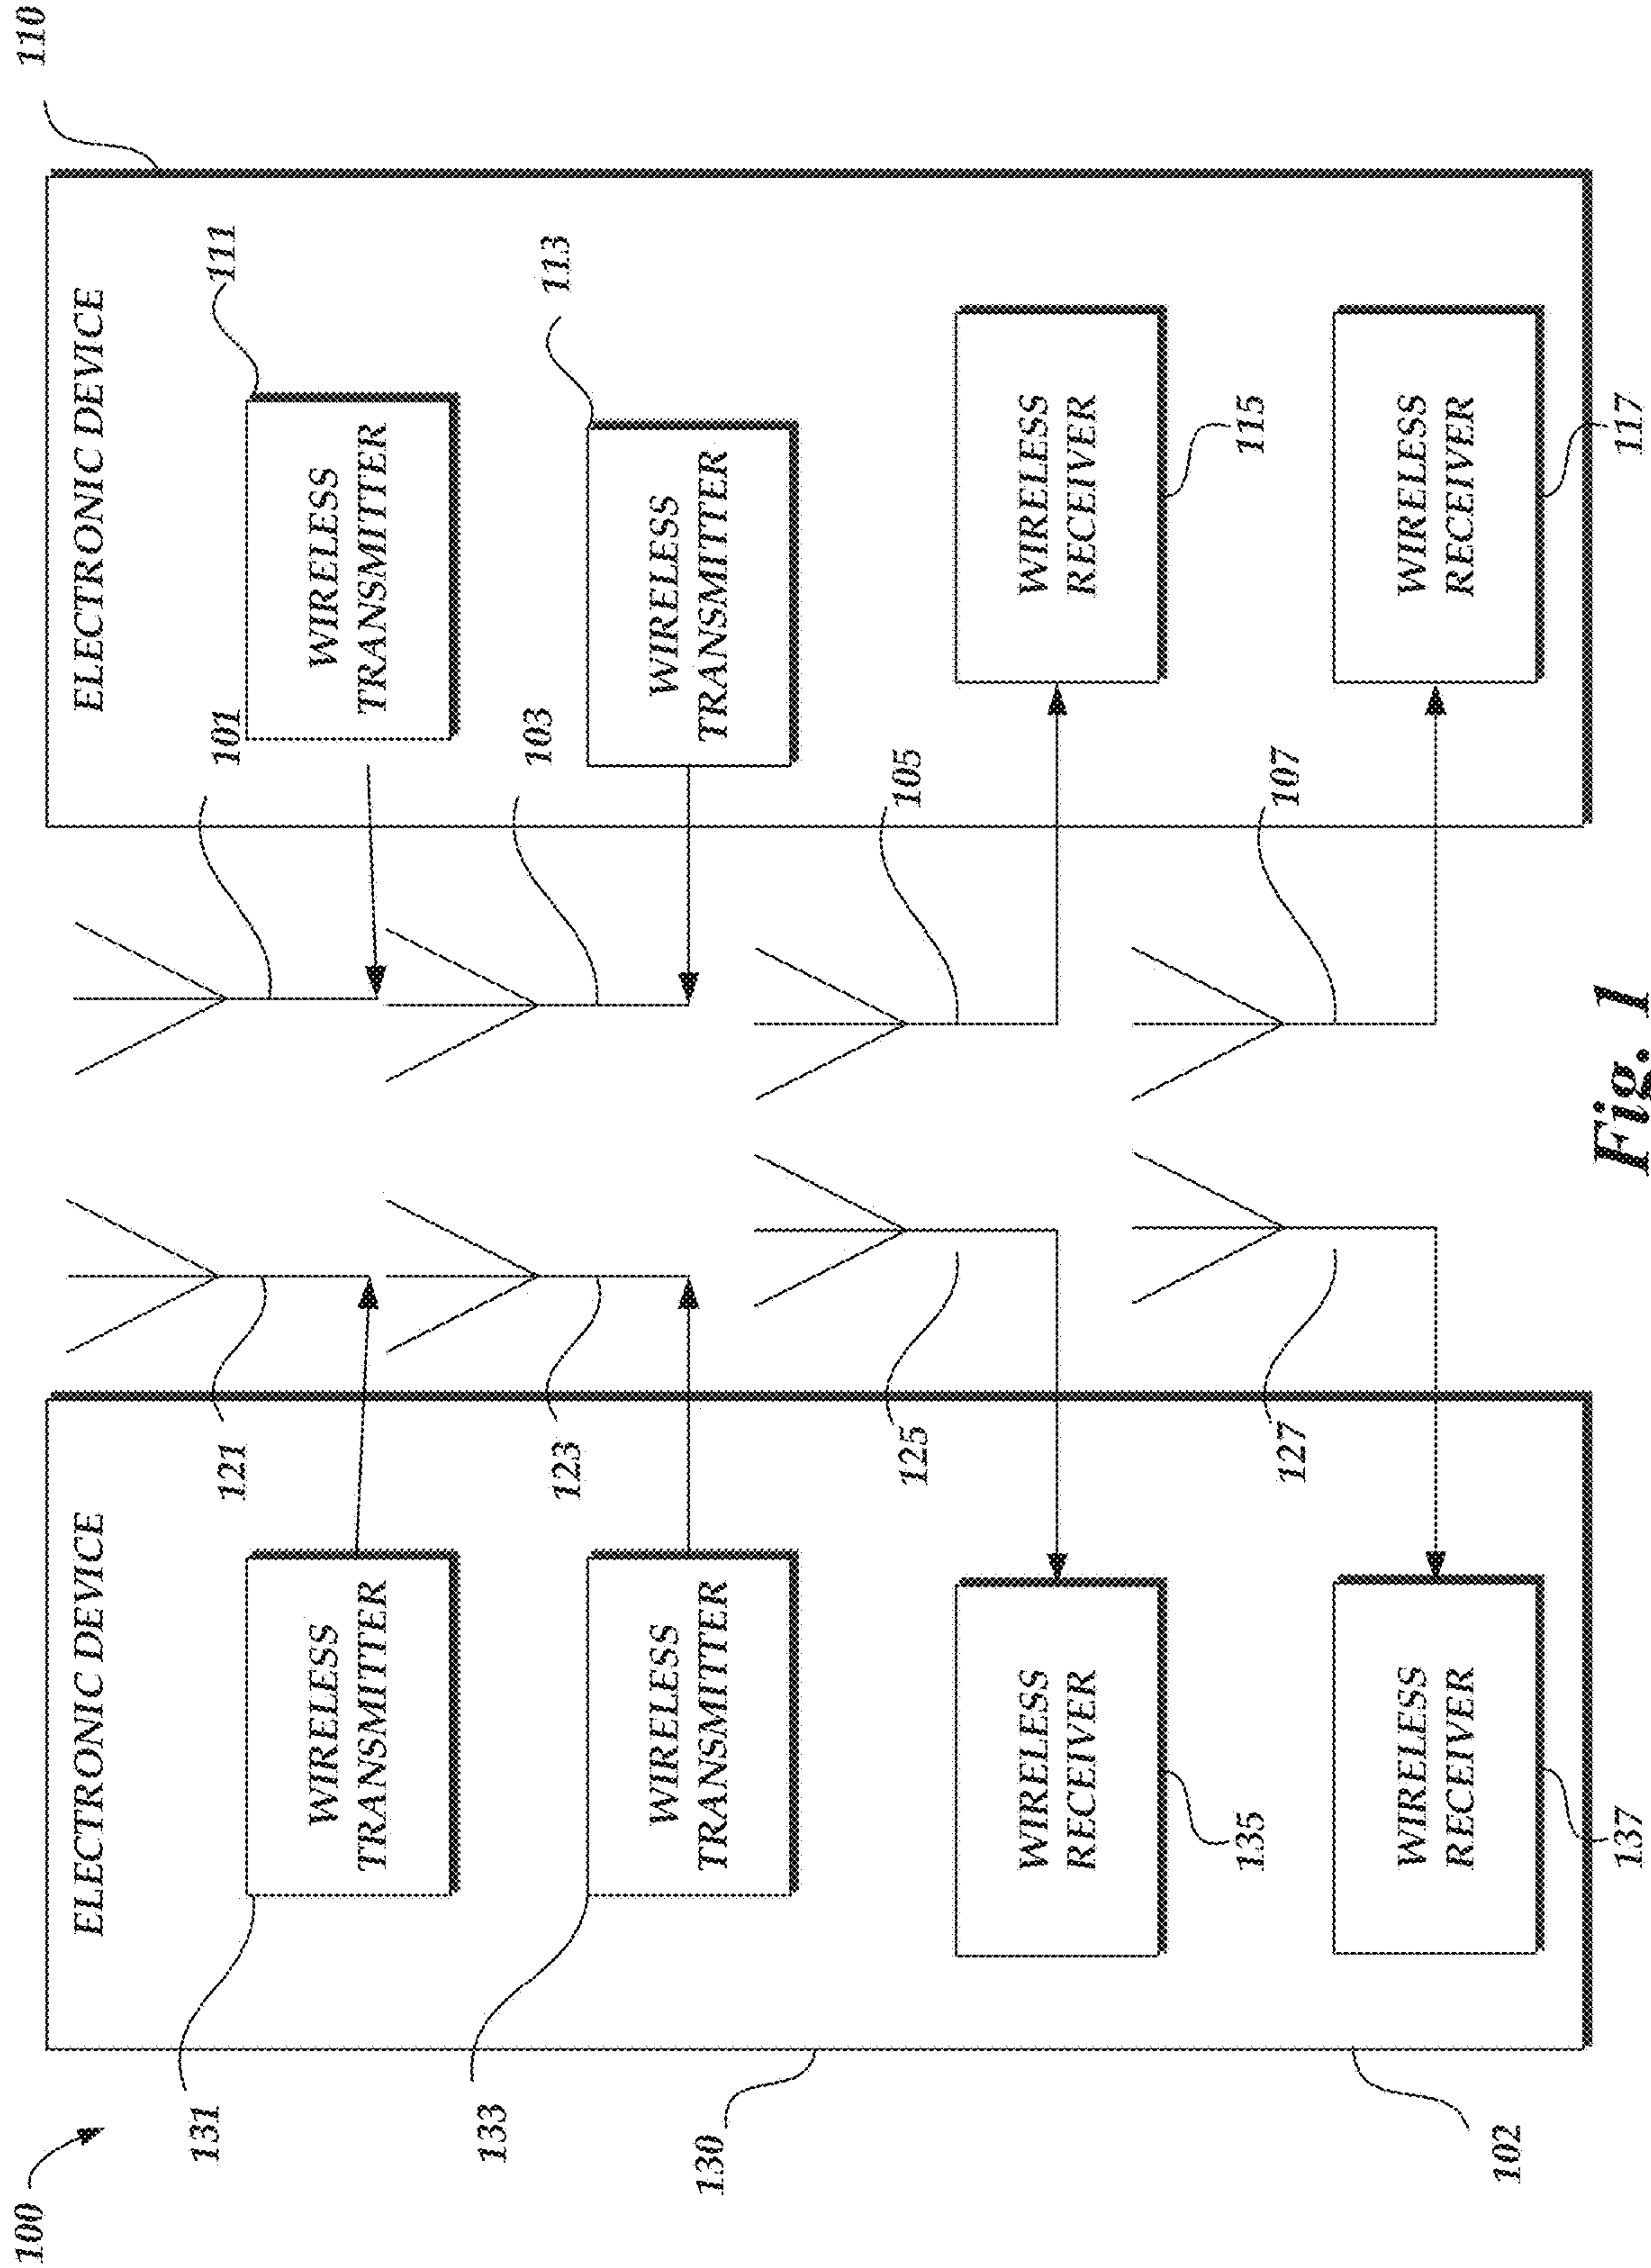 100
ELECTRONIC DEVICE
ELECTRONIC DEVICE
110
131
WIRELESS
TRANSMITTER
121
101
WIRELESS
TRANSMITTER
111
133
WIRELESS
TRANSMITTER
123
103
WIRELESS
TRANSMITTER
113
130
WIRELESS
RECEIVER
135
125
105
WIRELESS
RECEIVER
115
102
WIRELESS
RECEIVER
137
127
107
WIRELESS
RECEIVER
117
Fig. 1